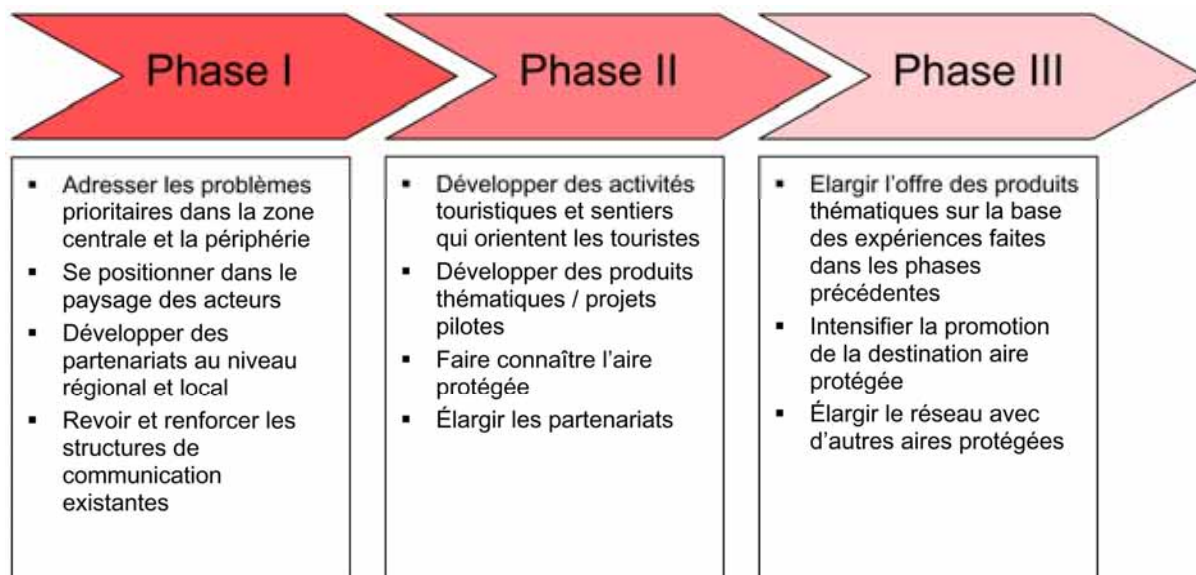 Phase I
Phase II
Phase III
▪ Adresser les problèmes
prioritaires dans la zone
centrale et la périphérie
▪ Se positionner dans le
paysage des acteurs
▪ Développer des
partenariats au niveau
régional et local
▪ Revoir et renforcer les
structures de
communication
existantes
▪ Développer des activités
touristiques et sentiers
qui orientent les touristes
▪ Développer des produits
thématiques / projets
pilotes
▪ Faire connaître l’aire
protégée
▪ Élargir les partenariats
▪ Elargir l’offre des produits
thématiques sur la base
des expériences faites
dans les phases
précédentes
▪ Intensifier la promotion
de la destination aire
protégée
▪ Élargir le réseau avec
d’autres aires protégées